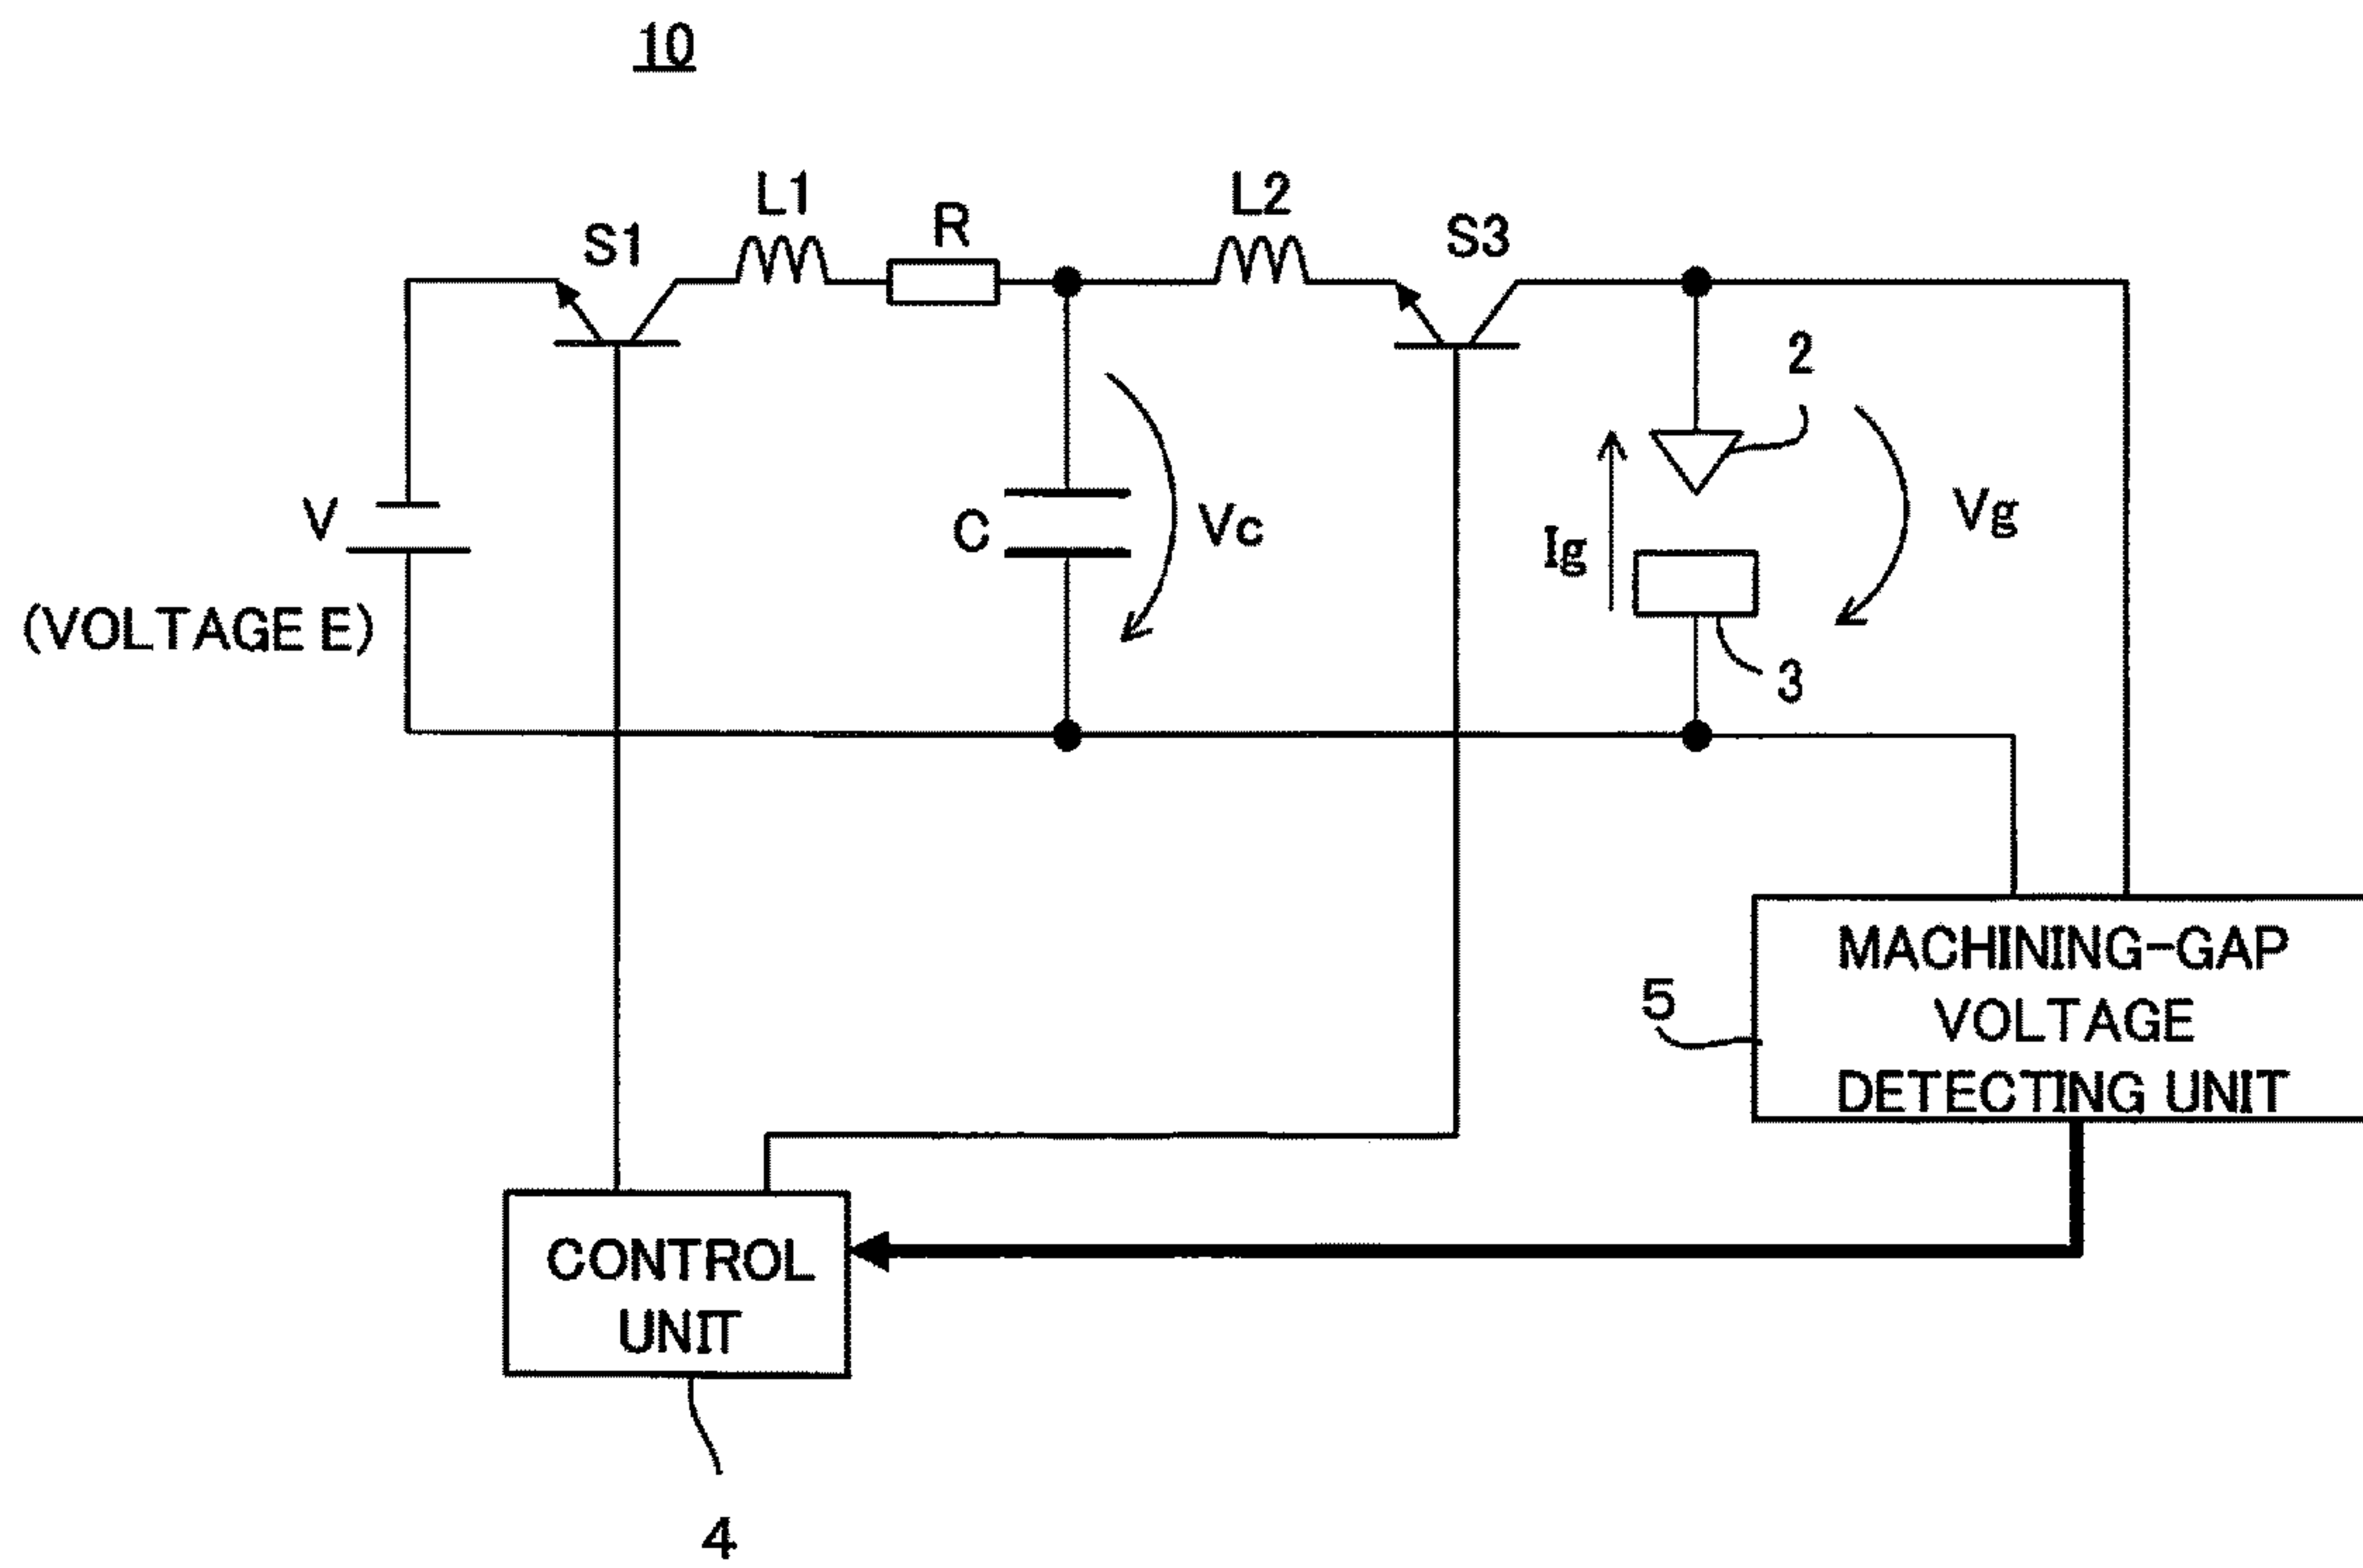 10
L1
L2
S1
R
S3
2
V
C
Vc
Ig
Vg
(VOLTAGE E)
3
5
MACHINING-GAP
VOLTAGE
DETECTING UNIT
CONTROL
UNIT
4